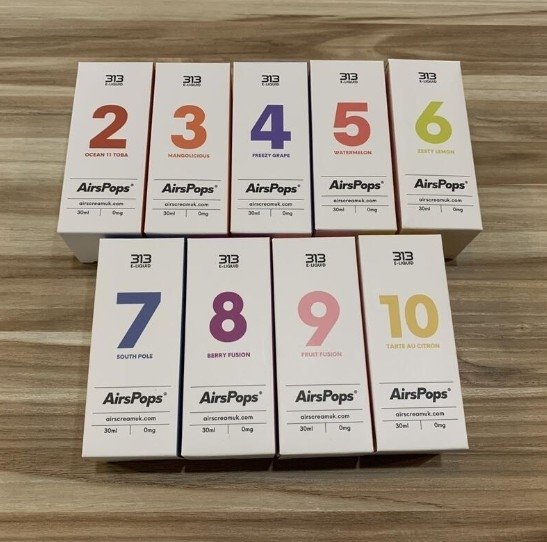 313
E-LIQUID
2
OCEAN 11 TOBA
AirsPops®
airscreamuk.com
30ml | 0mg
313
E-LIQUID
3
MANGOLICIOUS
AirsPops®
airscreamuk.com
30ml | 0mg
313
E-LIQUID
4
FREEZY GRAPE
AirsPops®
airscreamuk.com
30ml | 0mg
313
E-LIQUID
5
WATERMELON
AirsPops®
airscreamuk.com
30ml | 0mg
313
E-LIQUID
6
ZESTY LEMON
AirsPops®
airscreamuk.com
30ml | 0mg
313
E-LIQUID
7
SOUTH POLE
AirsPops®
airscreamuk.com
30ml | 0mg
313
E-LIQUID
8
BERRY FUSION
AirsPops®
airscreamuk.com
30ml | 0mg
313
E-LIQUID
9
FRUIT FUSION
AirsPops®
airscreamuk.com
30ml | 0mg
313
E-LIQUID
10
TARTE AU CITRON
AirsPops®
airscreamuk.com
30ml | 0mg